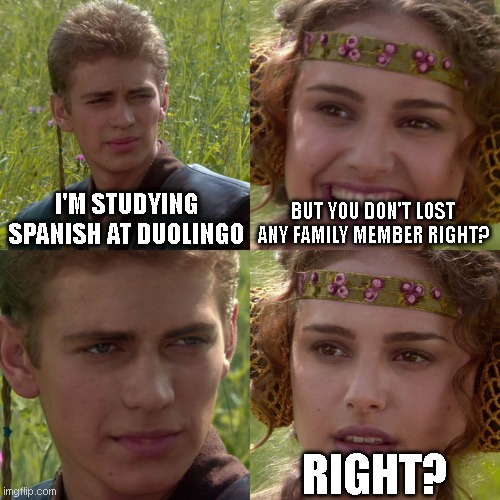 I'M STUDYING
SPANISH AT DUOLINGO
BUT YOU DON'T LOST
ANY FAMILY MEMBER RIGHT?
RIGHT?
imgflip.com